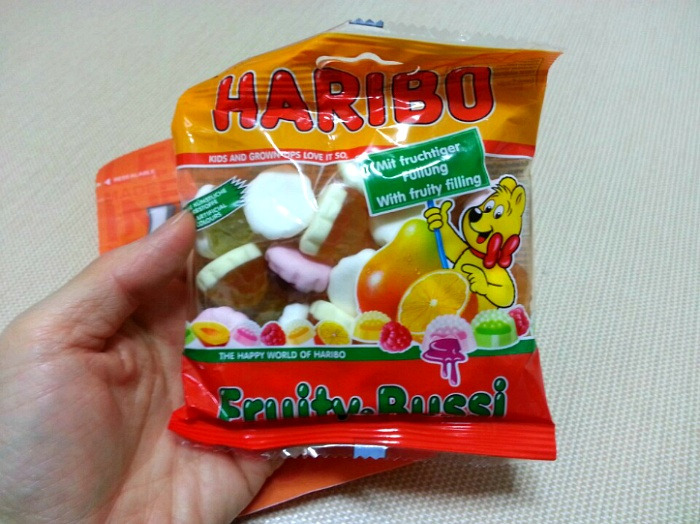 HARIBO
KIDS AND GROWN-UPS LOVE IT SO,
Mit fruchtiger
Füllung
With fruity filling
COLOURS
THE HAPPY WORLD OF HARIBO
Fruity-Bussi